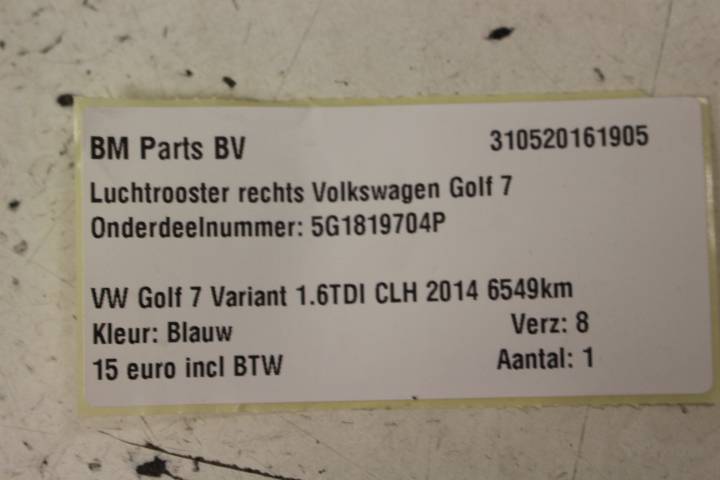 BM Parts BV 310520161905
Luchtrooster rechts Volkswagen Golf 7
Onderdeelnummer: 5G1819704P
VW Golf 7 Variant 1.6TDI CLH 2014 6549km
Kleur: Blauw Verz: 8
15 euro incl BTW Aantal: 1